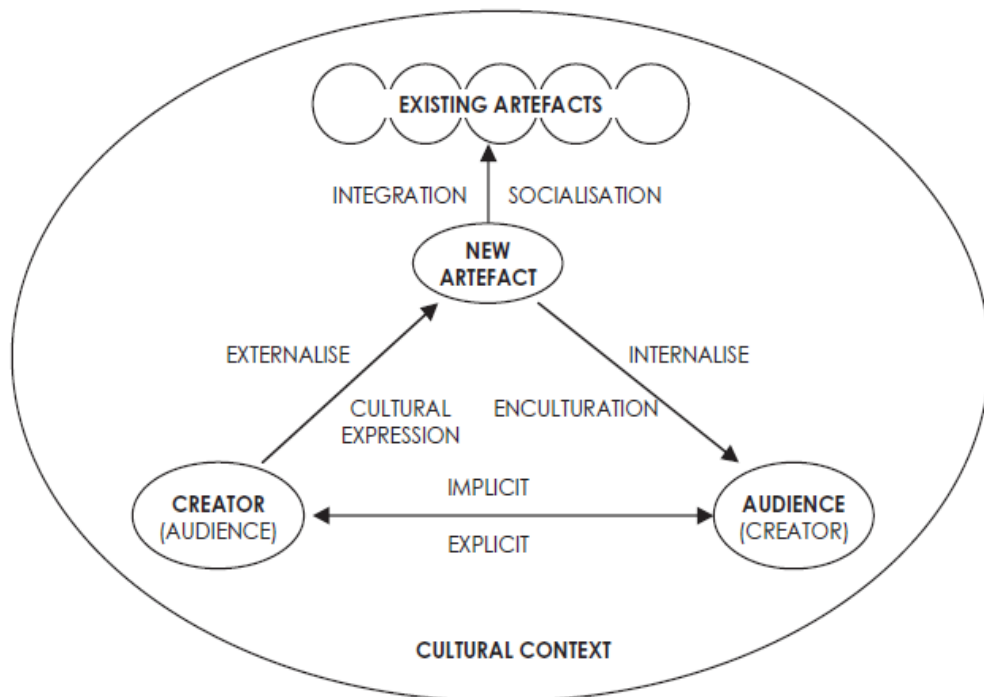 EXISTING ARTEFACTS
INTEGRATION SOCIALISATION
NEW
ARTEFACT
EXTERNALISE INTERNALISE
CULTURAL
EXPRESSION
ENCULTURATION
CREATOR
(AUDIENCE)
IMPLICIT
EXPLICIT
AUDIENCE
(CREATOR)
CULTURAL CONTEXT